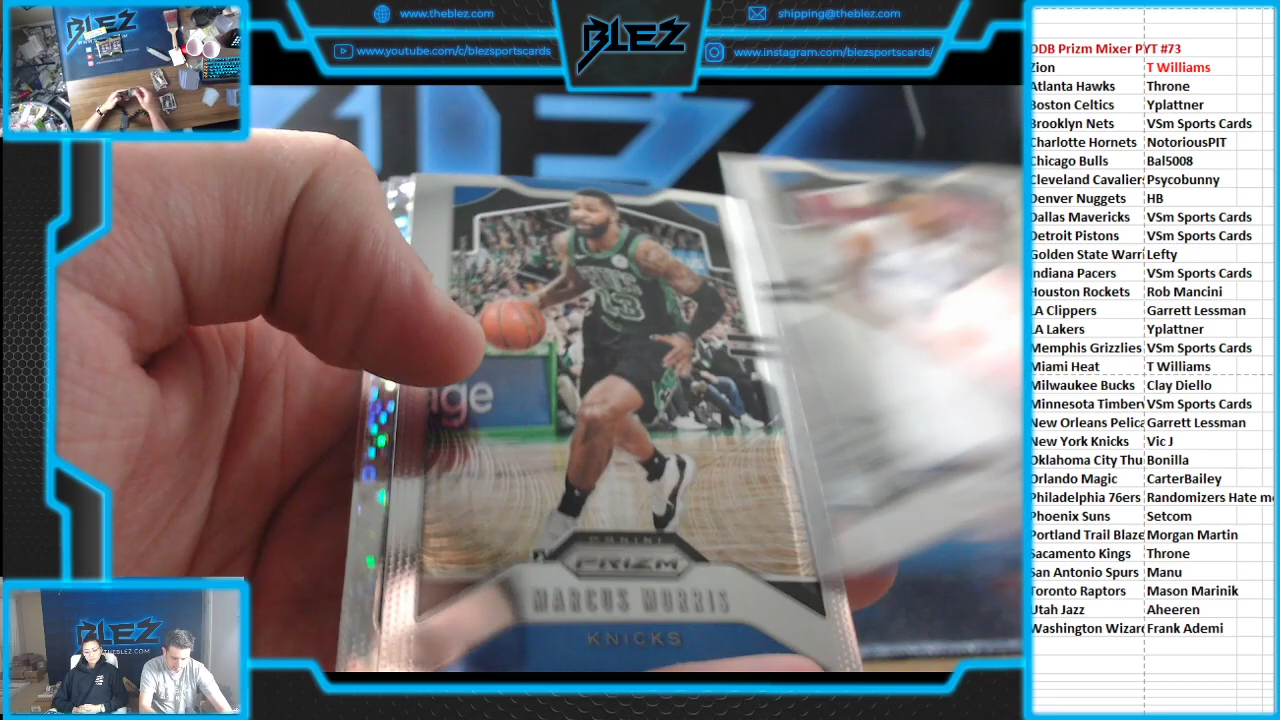 BLEZ
www.theblez.com
shipping@theblez.com
www.youtube.com/c/blezsportscards
www.instagram.com/blezsportscards/
DDB Prizm Mixer PYT #73
Zion T Williams
Atlanta Hawks Throne
Boston Celtics Yplattner
Brooklyn Nets VSm Sports Cards
Charlotte Hornets NotoriousPIT
Chicago Bulls Bal5008
Cleveland Cavalier Psycobunny
Denver Nuggets HB
Dallas Mavericks VSm Sports Cards
Detroit Pistons VSm Sports Cards
Golden State Warri Lefty
Indiana Pacers VSm Sports Cards
Houston Rockets Rob Mancini
LA Clippers Garrett Lessman
LA Lakers Yplattner
Memphis Grizzlies VSm Sports Cards
Miami Heat T Williams
Milwaukee Bucks Clay Diello
Minnesota Timber VSm Sports Cards
New Orleans Pelica Garrett Lessman
New York Knicks Vic J
Oklahoma City Thu Bonilla
Orlando Magic CarterBailey
Philadelphia 76ers Randomizers Hate m
Phoenix Suns Setcom
Portland Trail Blaze Morgan Martin
Sacamento Kings Throne
San Antonio Spurs Manu
Toronto Raptors Mason Marinik
Utah Jazz Aheeren
Washington Wizar Frank Ademi
13
age
PANINI
PRIZM
MARCUS MORRIS
KNICKS
BLEZ
BLEZ
THEBLEZ.COM